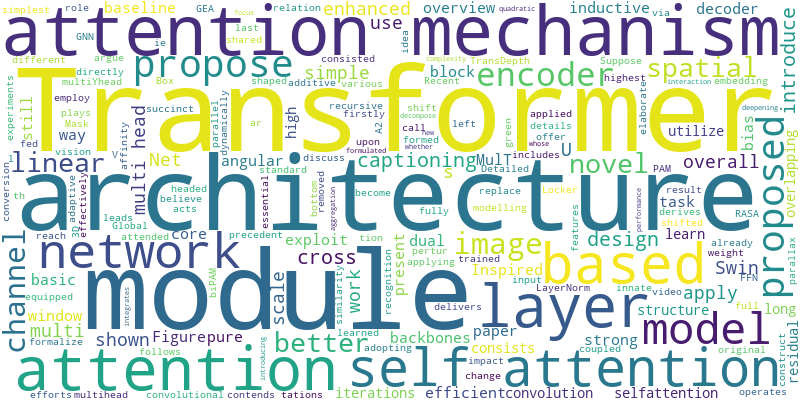 attention mechanism
Transformer
architecture
module
attention
self attention
network
layer
based
model
proposed
propose
encoder
image
spatial
novel
linear
channel
captioning
better
cross
design
Swin
apply
multi
multi head
introduce
overlapping
enhanced
overview
inductive
decoder
baseline
simple
block
use
utilize
bias
overall
task
learn
strong
structure
residual
long
efficient
convolution
selfattention
iterations
backbones
paper
consists
Inspired
present
dual
exploit
work
scale
core
angular
Net
Mult
U
S
high
way
still
basic
window
shown
Figurepure
different
GNN
role
GEA
relation
last
shared
simplest
focus
via
quadratic
complexity
interaction
embedding
deepening
idea
ie
argue
directly
multiYhead
Box
consisted
additive
shaped
various
TransDepth
Recent
Suppose
highest
elaborate
experiments
employ
plays
Mask
succinct
recursive
firstly
shift
applied
call
new
decompose
whose
whether
formulated
formed
details
offer
Detailed
includes
green
left
A2
ar
parallel
dynamically
affinity
fed
vision
conversion
effectively
3D
adaptive
V
l
th
leads
Global
attended
acts
believe
headed
standard
discuss
upon
become
fully
replace
modelling
PAM
Locker
result
derives
shifted
RASA
already
weight
FFN
parallax
reach
equipped
formalize
follows
efforts
multihead
convolutional
contends
tations
integrates
precedent
essential
bottom
removed
aggregation
tion
pertur
applying
trained
features
performance
LayerNorm
innate
input
video
full
original
construct
operates
coupled
impact
change
delivers
adopting
learned
similarity
recognition
biPAM
introducing